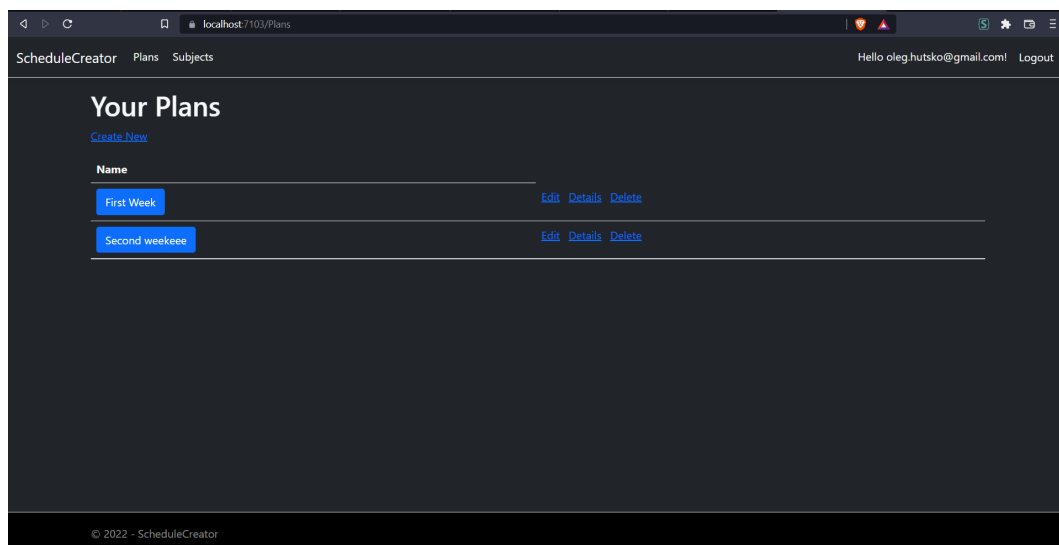 localhost:7103/Plans
ScheduleCreator Plans Subjects Hello oleg.hutsko@gmail.com! Logout
Your Plans
Create New
Name
First Week Edit Details Delete
Second weekeee Edit Details Delete
© 2022 - ScheduleCreator